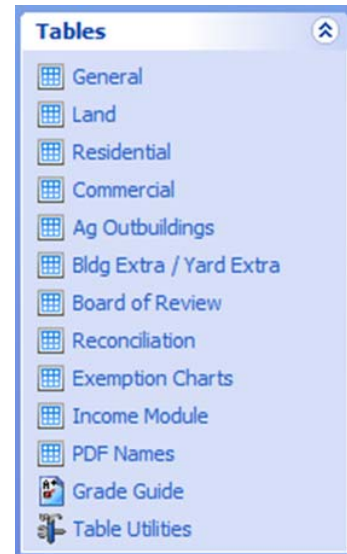 Tables
General
Land
Residential
Commercial
Ag Outbuildings
Bldg Extra / Yard Extra
Board of Review
Reconciliation
Exemption Charts
Income Module
PDF Names
Grade Guide
Table Utilities